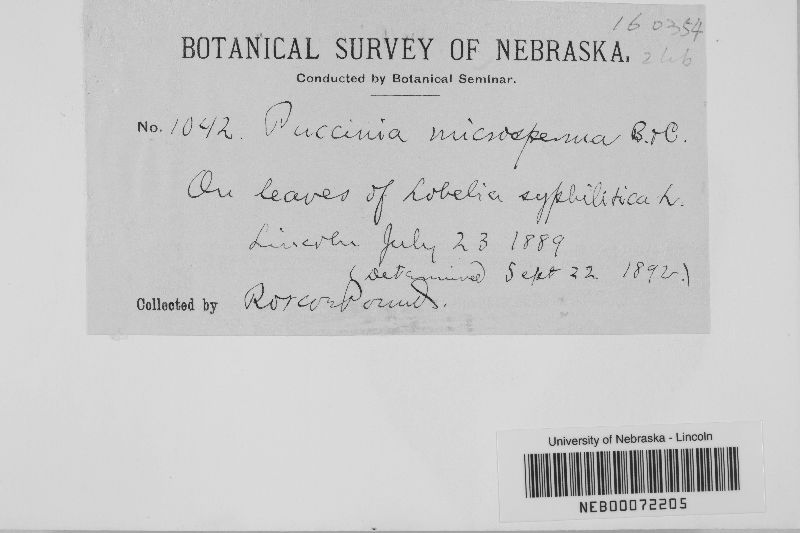 160354
246
BOTANICAL SURVEY OF NEBRASKA.
Conducted by Botanical Seminar.
No. 1042. Puccinia microsperma B. & C.
On leaves of Lobelia syphilitica L.
Lincoln July 23 1889
(Determined Sept 22 1892.)
Collected by Roscoe Pound.
University of Nebraska - Lincoln
NEB00072205